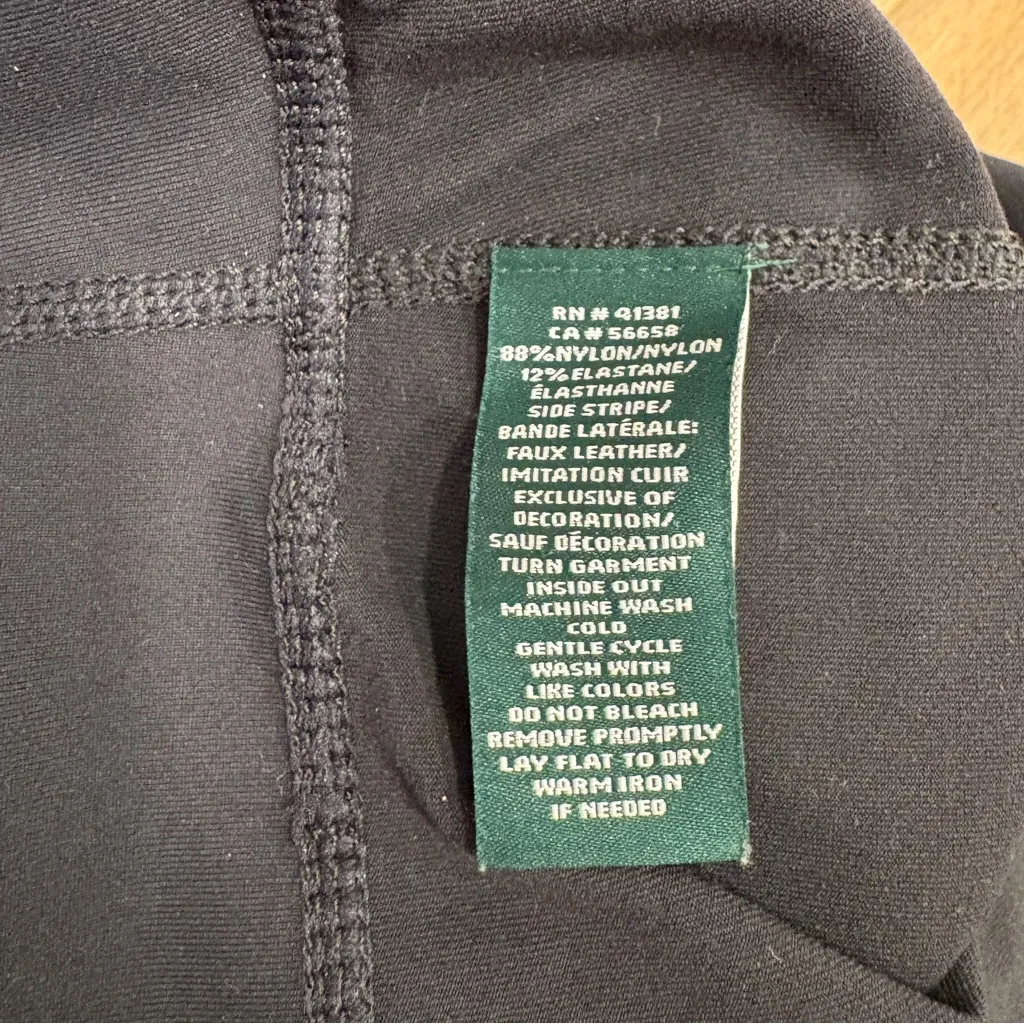 RN # 41381
CA # 56658
88%NYLON/NYLON
12% ELASTANE/
ÉLASTHANNE
SIDE STRIPE/
BANDE LATÉRALE:
FAUX LEATHER/
IMITATION CUIR
EXCLUSIVE OF
DECORATION/
SAUF DÉCORATION
TURN GARMENT
INSIDE OUT
MACHINE WASH
COLD
GENTLE CYCLE
WASH WITH
LIKE COLORS
DO NOT BLEACH
REMOVE PROMPTLY
LAY FLAT TO DRY
WARM IRON
IF NEEDED